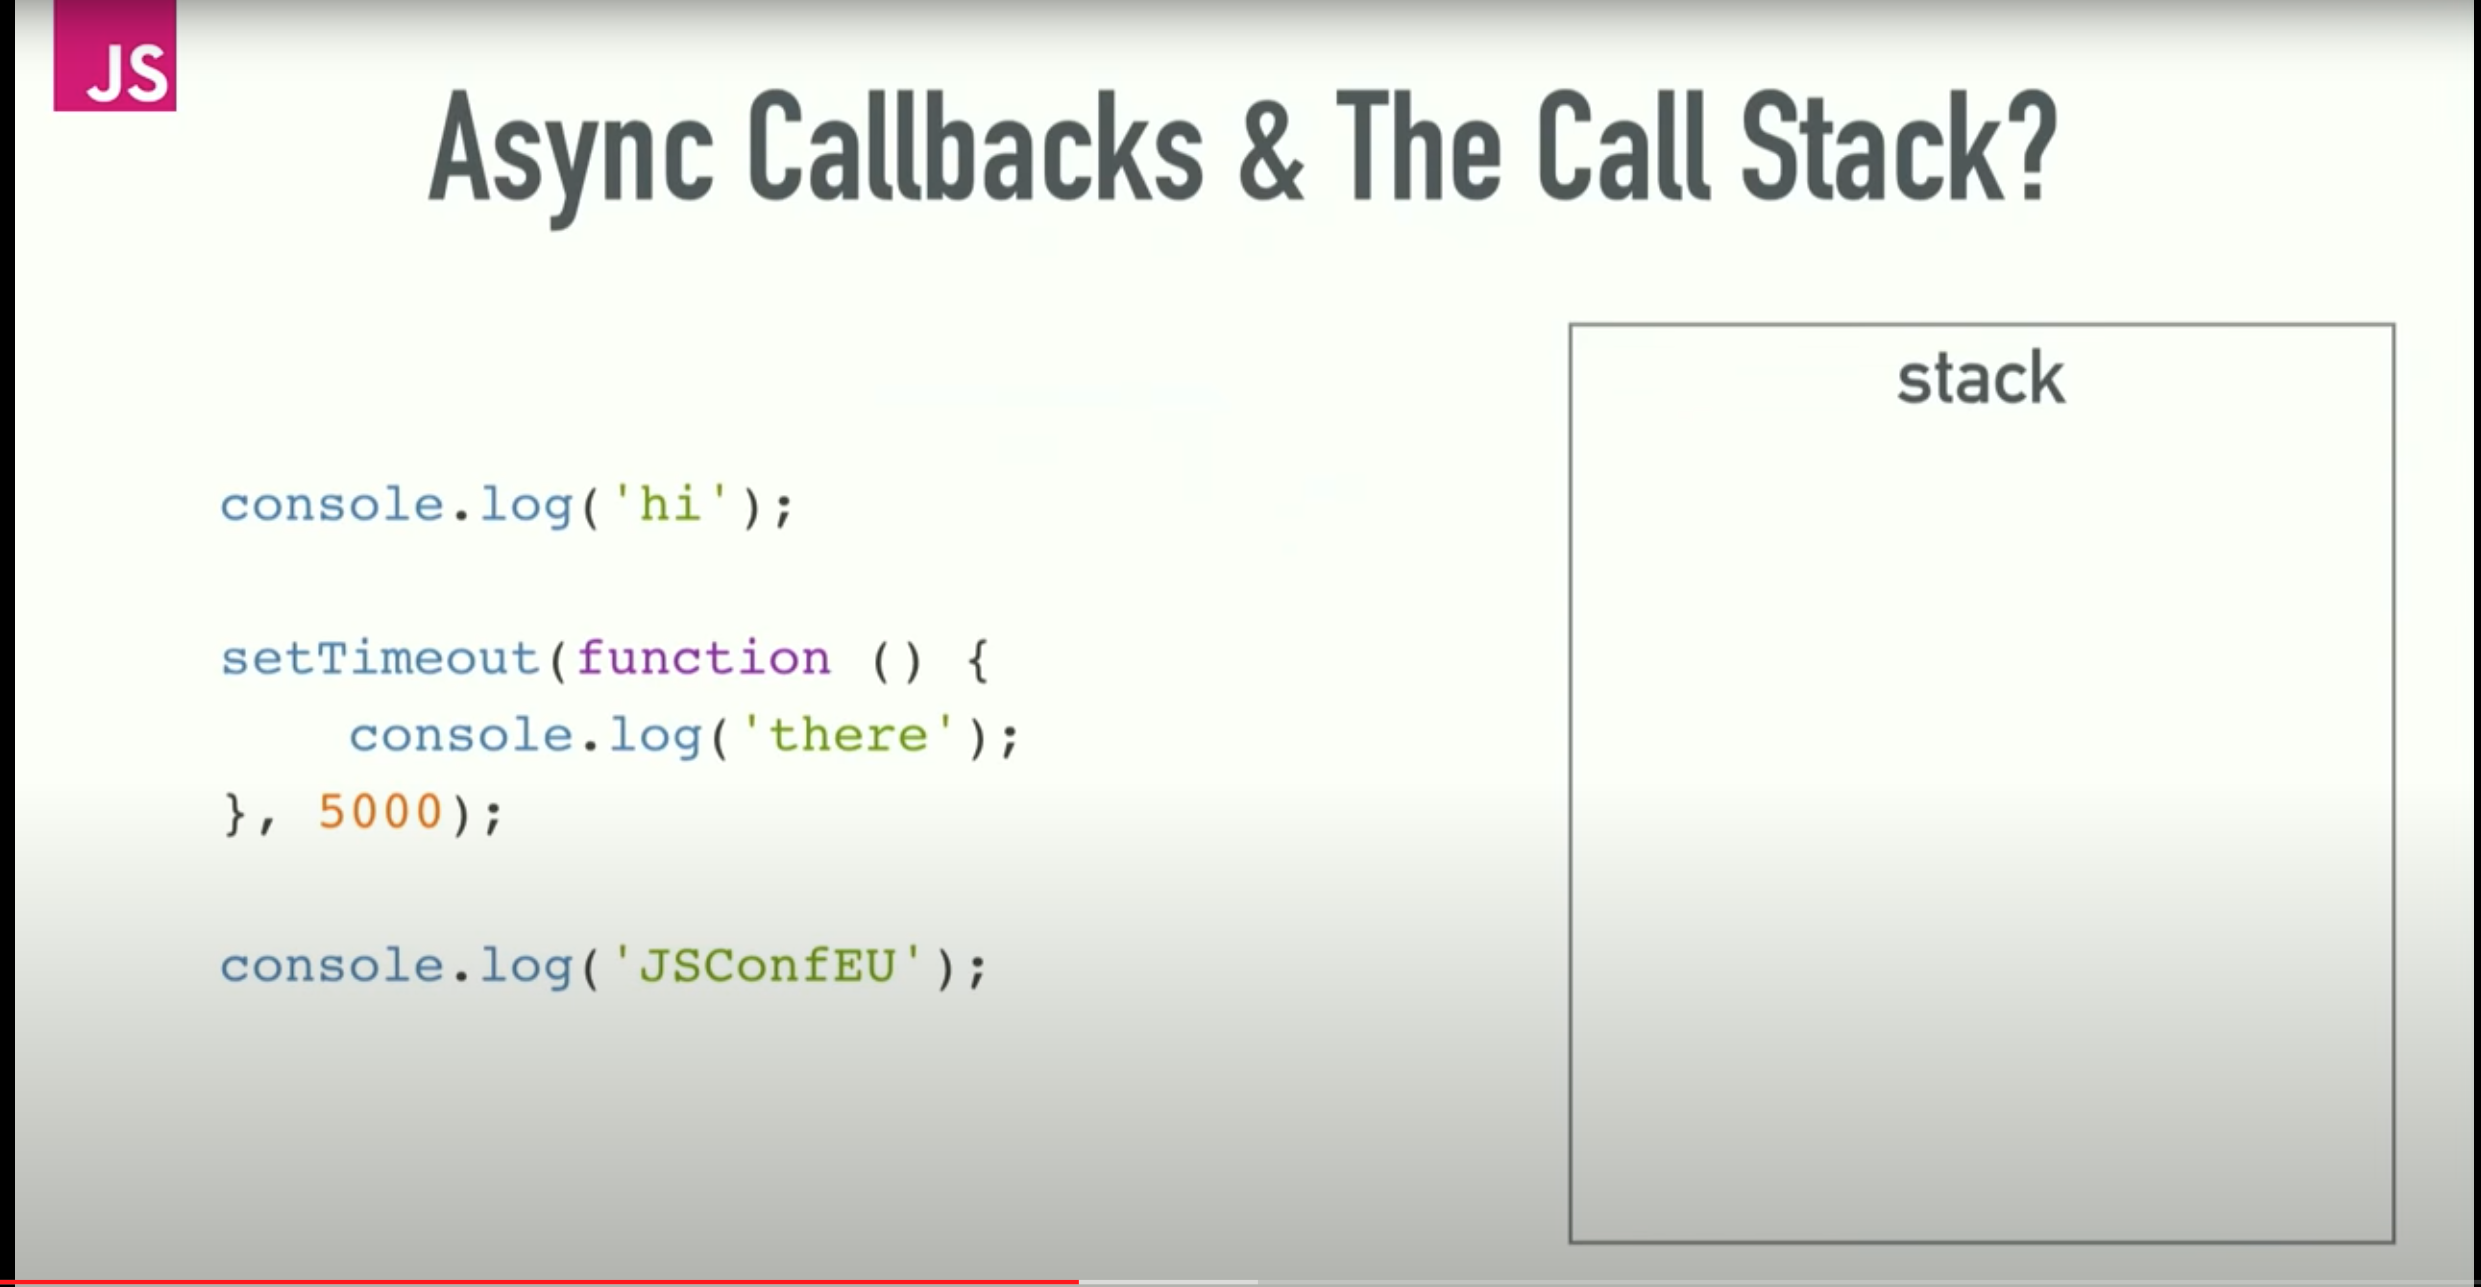 JS
Async Callbacks & The Call Stack?
stack
console.log('hi');
setTimeout(function () {
    console.log('there');
}, 5000);
console.log('JSConfEU');